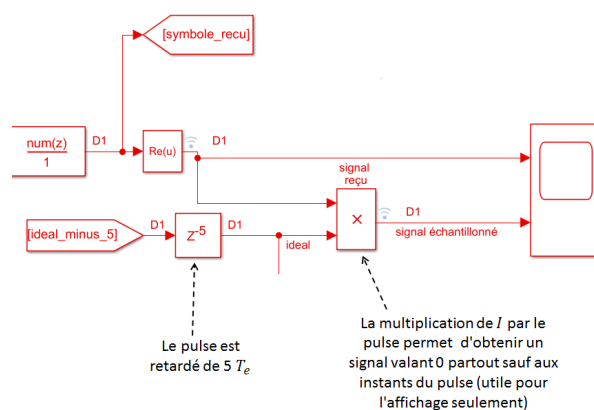 [symbole_recu]
num(z)
1
D1
Re(u)
D1
signal
reçu
[ideal_minus_5]
D1
Z-5
D1
ideal
×
D1
signal échantillonné
Le pulse est
retardé de 5 Te
La multiplication de I par le
pulse permet d'obtenir un
signal valant 0 partout sauf aux
instants du pulse (utile pour
l'affichage seulement)